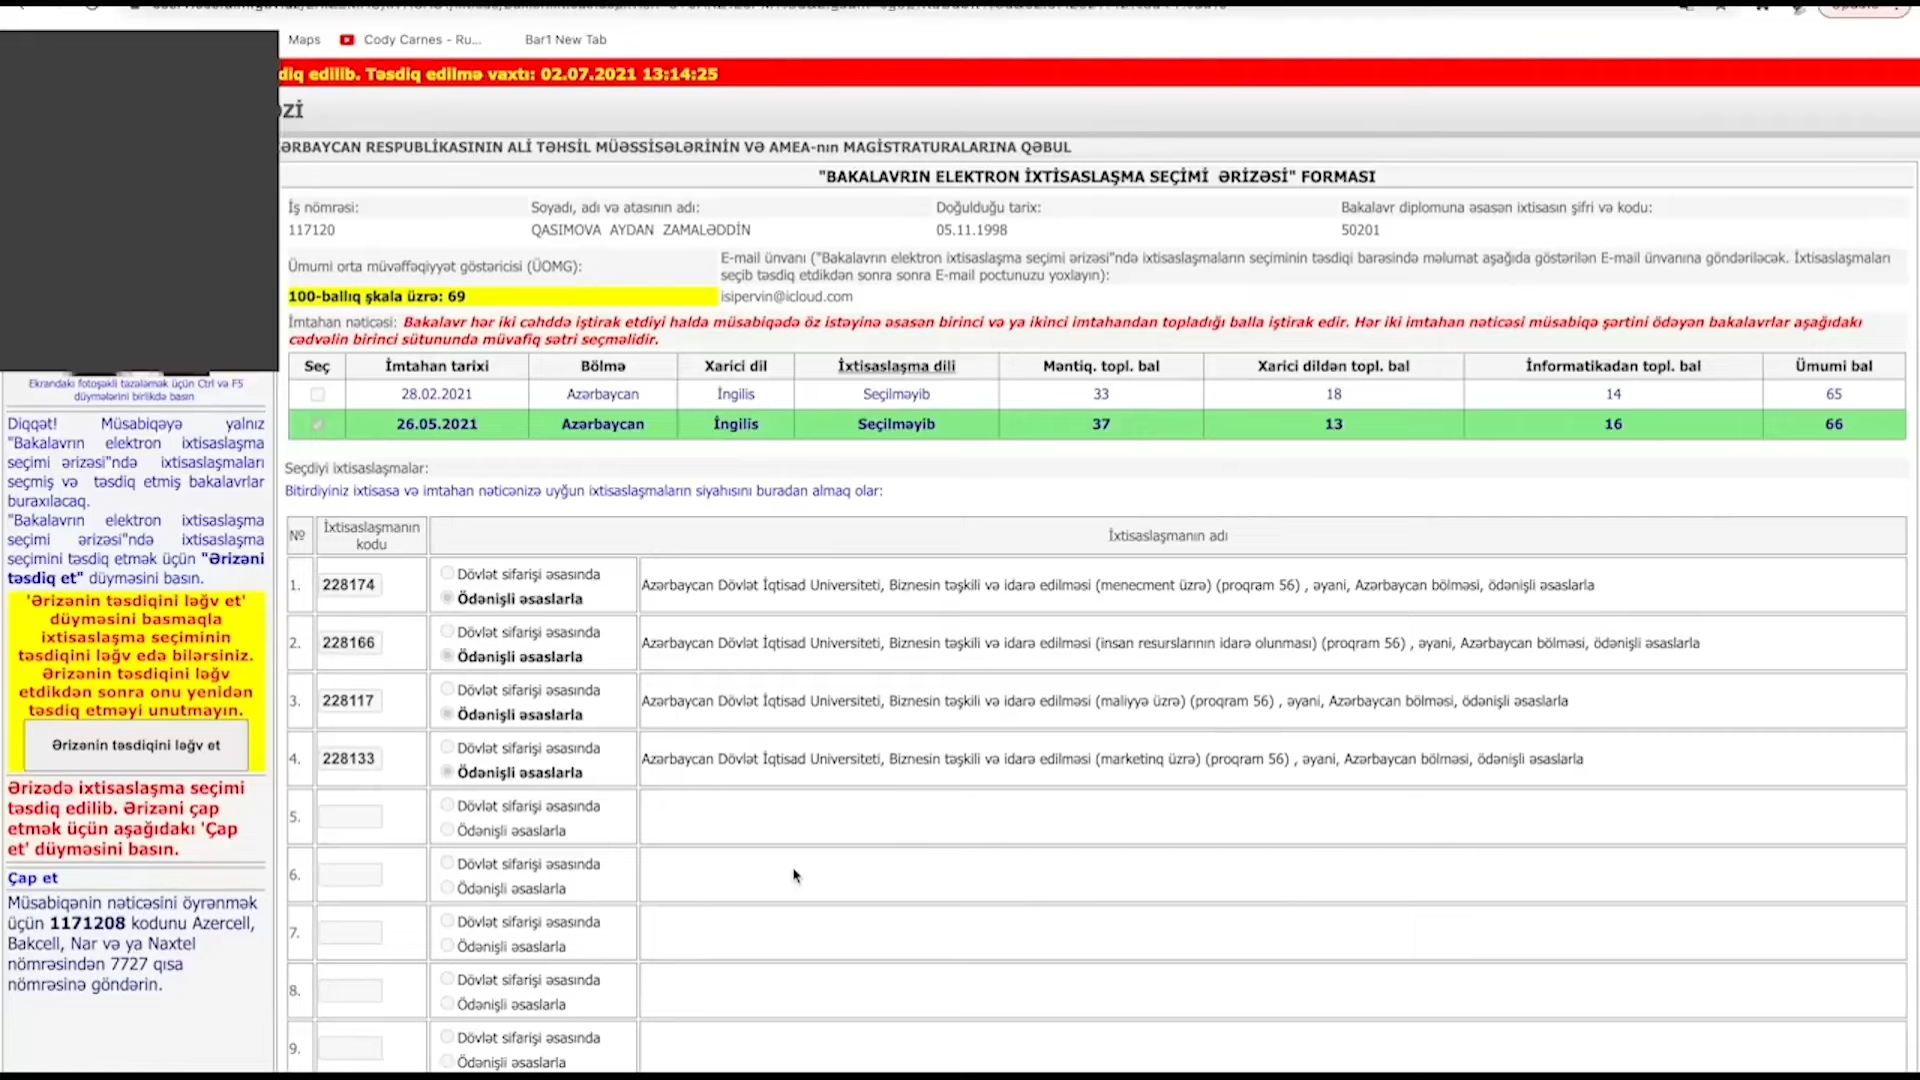 Maps
Cody Carnes - Ru...
Bar1 New Tab
diq edilib. Təsdiq edilmə vaxtı: 02.07.2021 13:14:25
Zİ
ƏRBAYCAN RESPUBLİKASININ ALİ TƏHSİL MÜƏSSİSƏLƏRİNİN VƏ AMEA-nın MAGİSTRATURALARINA QƏBUL
"BAKALAVRIN ELEKTRON İXTİSASLAŞMA SEÇİMİ ƏRİZƏSİ" FORMASI
İş nömrəsi:
Soyadı, adı və atasının adı:
Doğulduğu tarix:
Bakalavr diplomuna əsasən ixtisasın şifri və kodu:
117120
QASIMOVA AYDAN ZAMALƏDDİN
05.11.1998
50201
Ümumi orta müvəffəqiyyət göstəricisi (ÜOMG):
E-mail ünvanı ("Bakalavrın elektron ixtisaslaşma seçimi ərizəsi"ndə ixtisaslaşmaların seçiminin təsdiqi barəsində məlumat aşağıda göstərilən E-mail ünvanına göndəriləcək. İxtisaslaşmaları
seçib təsdiq etdikdən sonra sonra E-mail poctunuzu yoxlayın):
100-ballıq şkala üzrə: 69
isipervin@icloud.com
İmtahan nəticəsi: Bakalavr hər iki cəhddə iştirak etdiyi halda müsabiqədə öz istəyinə əsasən birinci və ya ikinci imtahandan topladığı balla iştirak edir. Hər iki imtahan nəticəsi müsabiqə şərtini ödəyən bakalavrlar aşağıdakı
cədvəlin birinci sütununda müvafiq sətri seçməlidir.
Seç
İmtahan tarixi
Bölmə
Xarici dil
İxtisaslaşma dili
Məntiq. topl. bal
Xarici dildən topl. bal
İnformatikadan topl. bal
Ümumi bal
28.02.2021
Azərbaycan
İngilis
Seçilməyib
33
18
14
65
26.05.2021
Azərbaycan
İngilis
Seçilməyib
37
13
16
66
Seçdiyi ixtisaslaşmalar:
Bitirdiyiniz ixtisasa və imtahan nəticənizə uyğun ixtisaslaşmaların siyahısını buradan almaq olar:
№
İxtisaslaşmanın
kodu
İxtisaslaşmanın adı
1.
228174
Dövlət sifarişi əsasında
Ödənişli əsaslarla
Azərbaycan Dövlət İqtisad Universiteti, Biznesin təşkili və idarə edilməsi (menecment üzrə) (proqram 56) , əyani, Azərbaycan bölməsi, ödənişli əsaslarla
2.
228166
Dövlət sifarişi əsasında
Ödənişli əsaslarla
Azərbaycan Dövlət İqtisad Universiteti, Biznesin təşkili və idarə edilməsi (insan resurslarının idarə olunması) (proqram 56) , əyani, Azərbaycan bölməsi, ödənişli əsaslarla
3.
228117
Dövlət sifarişi əsasında
Ödənişli əsaslarla
Azərbaycan Dövlət İqtisad Universiteti, Biznesin təşkili və idarə edilməsi (maliyyə üzrə) (proqram 56) , əyani, Azərbaycan bölməsi, ödənişli əsaslarla
4.
228133
Dövlət sifarişi əsasında
Ödənişli əsaslarla
Azərbaycan Dövlət İqtisad Universiteti, Biznesin təşkili və idarə edilməsi (marketinq üzrə) (proqram 56) , əyani, Azərbaycan bölməsi, ödənişli əsaslarla
5.
Dövlət sifarişi əsasında
Ödənişli əsaslarla
6.
Dövlət sifarişi əsasında
Ödənişli əsaslarla
7.
Dövlət sifarişi əsasında
Ödənişli əsaslarla
8.
Dövlət sifarişi əsasında
Ödənişli əsaslarla
9.
Dövlət sifarişi əsasında
Ödənişli əsaslarla
Ekrandakı fotoşəkli təzələmək üçün Ctrl və F5
düymələrini birlikdə basın
Diqqət! Müsabiqəyə yalnız
"Bakalavrın elektron ixtisaslaşma
seçimi ərizəsi"ndə ixtisaslaşmaları
seçmiş və təsdiq etmiş bakalavrlar
buraxılacaq.
"Bakalavrın elektron ixtisaslaşma
seçimi ərizəsi"ndə ixtisaslaşma
seçimini təsdiq etmək üçün "Ərizəni
təsdiq et" düyməsini basın.
'Ərizənin təsdiqini ləğv et'
düyməsini basmaqla
ixtisaslaşma seçiminin
təsdiqini ləğv edə bilərsiniz.
Ərizənin təsdiqini ləğv
etdikdən sonra onu yenidən
təsdiq etməyi unutmayın.
Ərizənin təsdiqini ləğv et
Ərizədə ixtisaslaşma seçimi
təsdiq edilib. Ərizəni çap
etmək üçün aşağıdakı 'Çap
et' düyməsini basın.
Çap et
Müsabiqənin nəticəsini öyrənmək
üçün 1171208 kodunu Azercell,
Bakcell, Nar və ya Naxtel
nömrəsindən 7727 qısa
nömrəsinə göndərin.